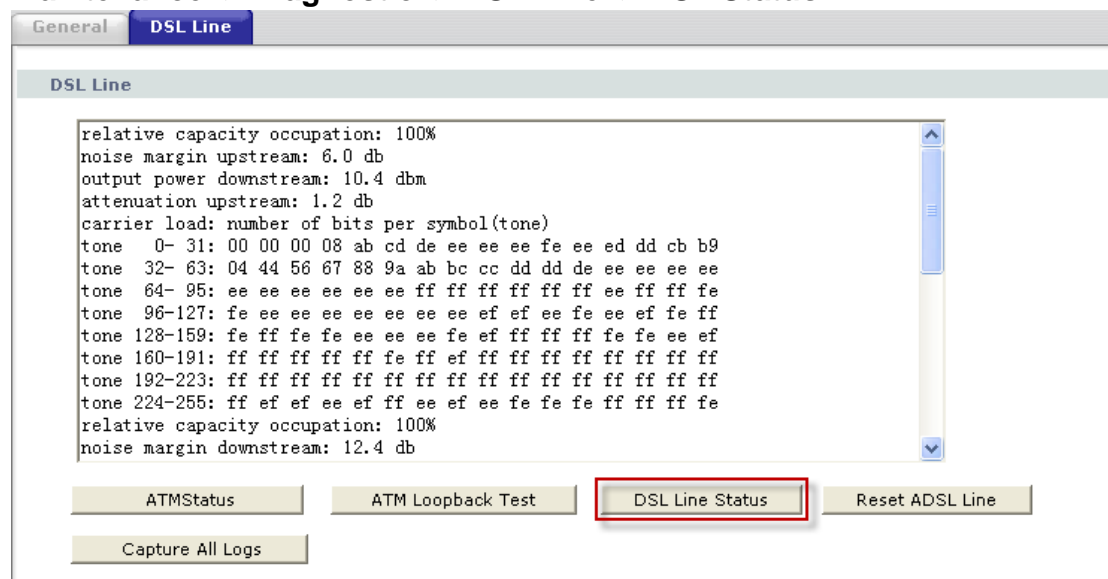 General DSL Line
DSL Line
relative capacity occupation: 100%
noise margin upstream: 6.0 db
output power downstream: 10.4 dbm
attenuation upstream: 1.2 db
carrier load: number of bits per symbol(tone)
tone 0- 31: 00 00 00 08 ab cd de ee ee ee fe ee ed dd cb b9
tone 32- 63: 04 44 56 67 88 9a ab bc cc dd dd de ee ee ee ee
tone 64- 95: ee ee ee ee ee ee ff ff ff ff ff ff ee ff ff fe
tone 96-127: fe ee ee ee ee ee ee ee ef ef ee fe ee ef fe ff
tone 128-159: fe ff fe fe ee ee ee fe ef ff ff ff fe fe ee ef
tone 160-191: ff ff ff ff ff fe ff ef ff ff ff ff ff ff ff ff
tone 192-223: ff ff ff ff ff ff ff ff ff ff ff ff ff ff ff ff
tone 224-255: ff ef ef ee ef ff ee ef ee fe fe fe ff ff ff fe
relative capacity occupation: 100%
noise margin downstream: 12.4 db
ATMStatus ATM Loopback Test DSL Line Status Reset ADSL Line
Capture All Logs